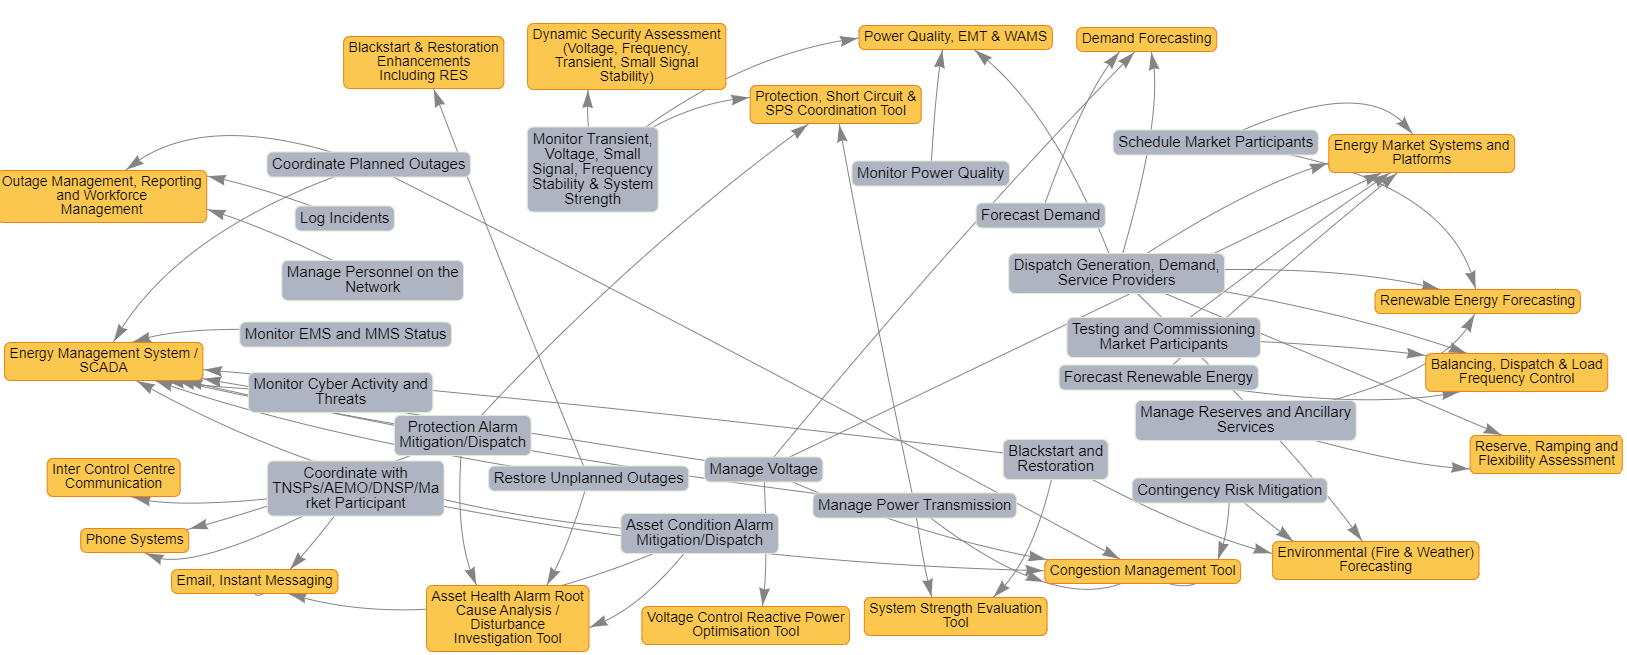 Blackstart & Restoration
Enhancements
Including RES
Dynamic Security Assessment
(Voltage, Frequency,
Transient, Small Signal
Stability)
Power Quality, EMT & WAMS
Demand Forecasting
Protection, Short Circuit &
SPS Coordination Tool
Monitor Transient,
Voltage, Small
Signal, Frequency
Stability & System
Strength
Schedule Market Participants
Energy Market Systems and
Platforms
Coordinate Planned Outages
Monitor Power Quality
Outage Management, Reporting
and Workforce
Management
Log Incidents
Forecast Demand
Manage Personnel on the
Network
Dispatch Generation, Demand,
Service Providers
Renewable Energy Forecasting
Monitor EMS and MMS Status
Testing and Commissioning
Market Participants
Energy Management System /
SCADA
Balancing, Dispatch & Load
Frequency Control
Forecast Renewable Energy
Monitor Cyber Activity and
Threats
Manage Reserves and Ancillary
Services
Protection Alarm
Mitigation/Dispatch
Reserve, Ramping and
Flexibility Assessment
Blackstart and
Restoration
Inter Control Centre
Communication
Coordinate with
TNSPs/AEMO/DNSP/Ma
rket Participant
Restore Unplanned Outages
Manage Voltage
Contingency Risk Mitigation
Manage Power Transmission
Asset Condition Alarm
Mitigation/Dispatch
Phone Systems
Environmental (Fire & Weather)
Forecasting
Email, Instant Messaging
Congestion Management Tool
Asset Health Alarm Root
Cause Analysis /
Disturbance
Investigation Tool
Voltage Control Reactive Power
Optimisation Tool
System Strength Evaluation
Tool